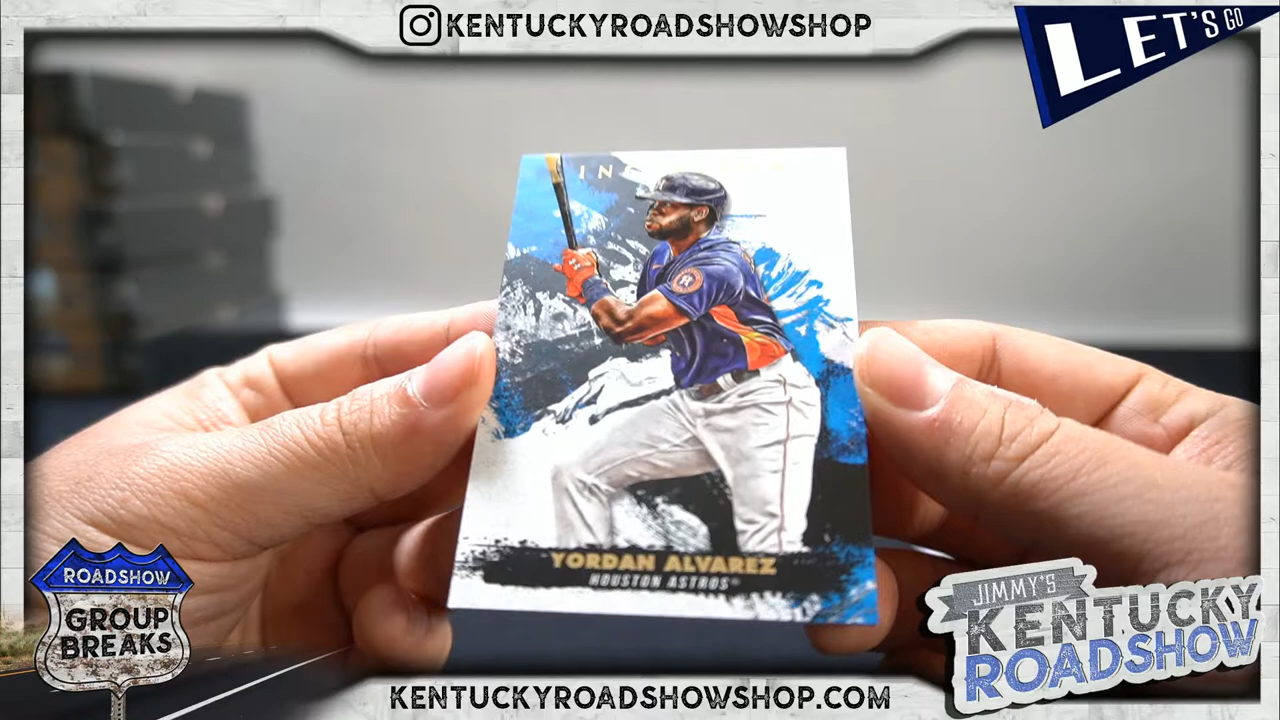 KENTUCKYROADSHOWSHOP
LET'S GO
IN
H
YORDAN ALVAREZ
HOUSTON ASTROS
ROADSHOW
GROUP
BREAKS
JIMMY'S
KENTUCKY
ROADSHOW
KENTUCKYROADSHOWSHOP.COM